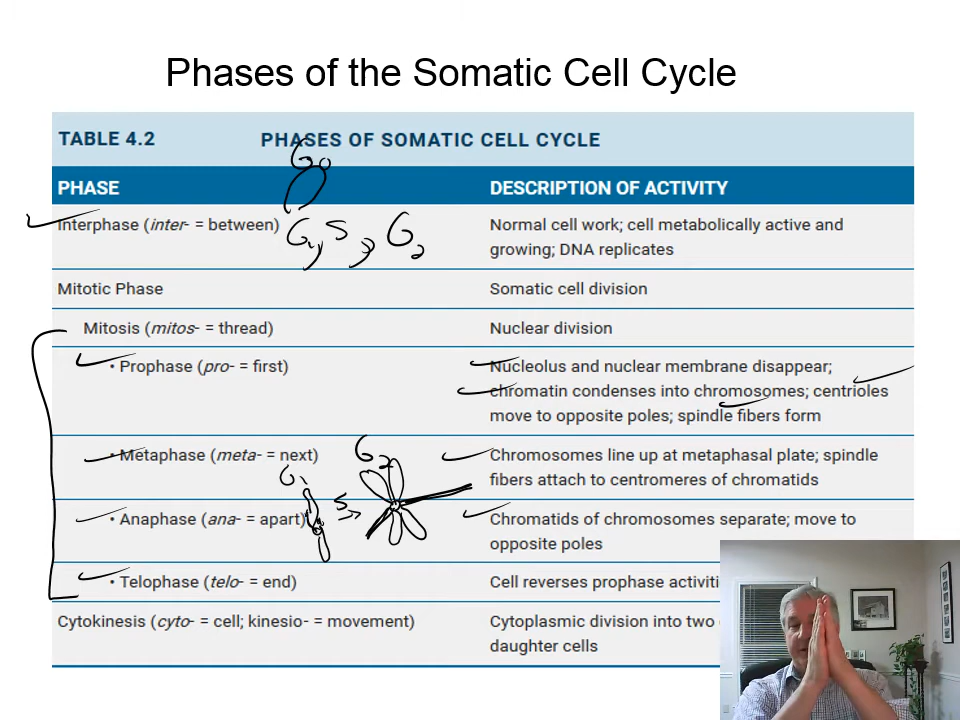 Phases of the Somatic Cell Cycle
TABLE 4.2 PHASES OF SOMATIC CELL CYCLE
G0
PHASE DESCRIPTION OF ACTIVITY
Interphase (inter- = between) G1, S, G2 Normal cell work; cell metabolically active and
growing; DNA replicates
Mitotic Phase Somatic cell division
Mitosis (mitos- = thread) Nuclear division
• Prophase (pro- = first) Nucleolus and nuclear membrane disappear;
chromatin condenses into chromosomes; centrioles
move to opposite poles; spindle fibers form
• Metaphase (meta- = next) G2 Chromosomes line up at metaphasal plate; spindle
G1 fibers attach to centromeres of chromatids
S
• Anaphase (ana- = apart) Chromatids of chromosomes separate; move to
opposite poles
• Telophase (telo- = end) Cell reverses prophase
Cytokinesis (cyto- = cell; kinesio- = movement) Cytoplasmic division into two
daughter cells